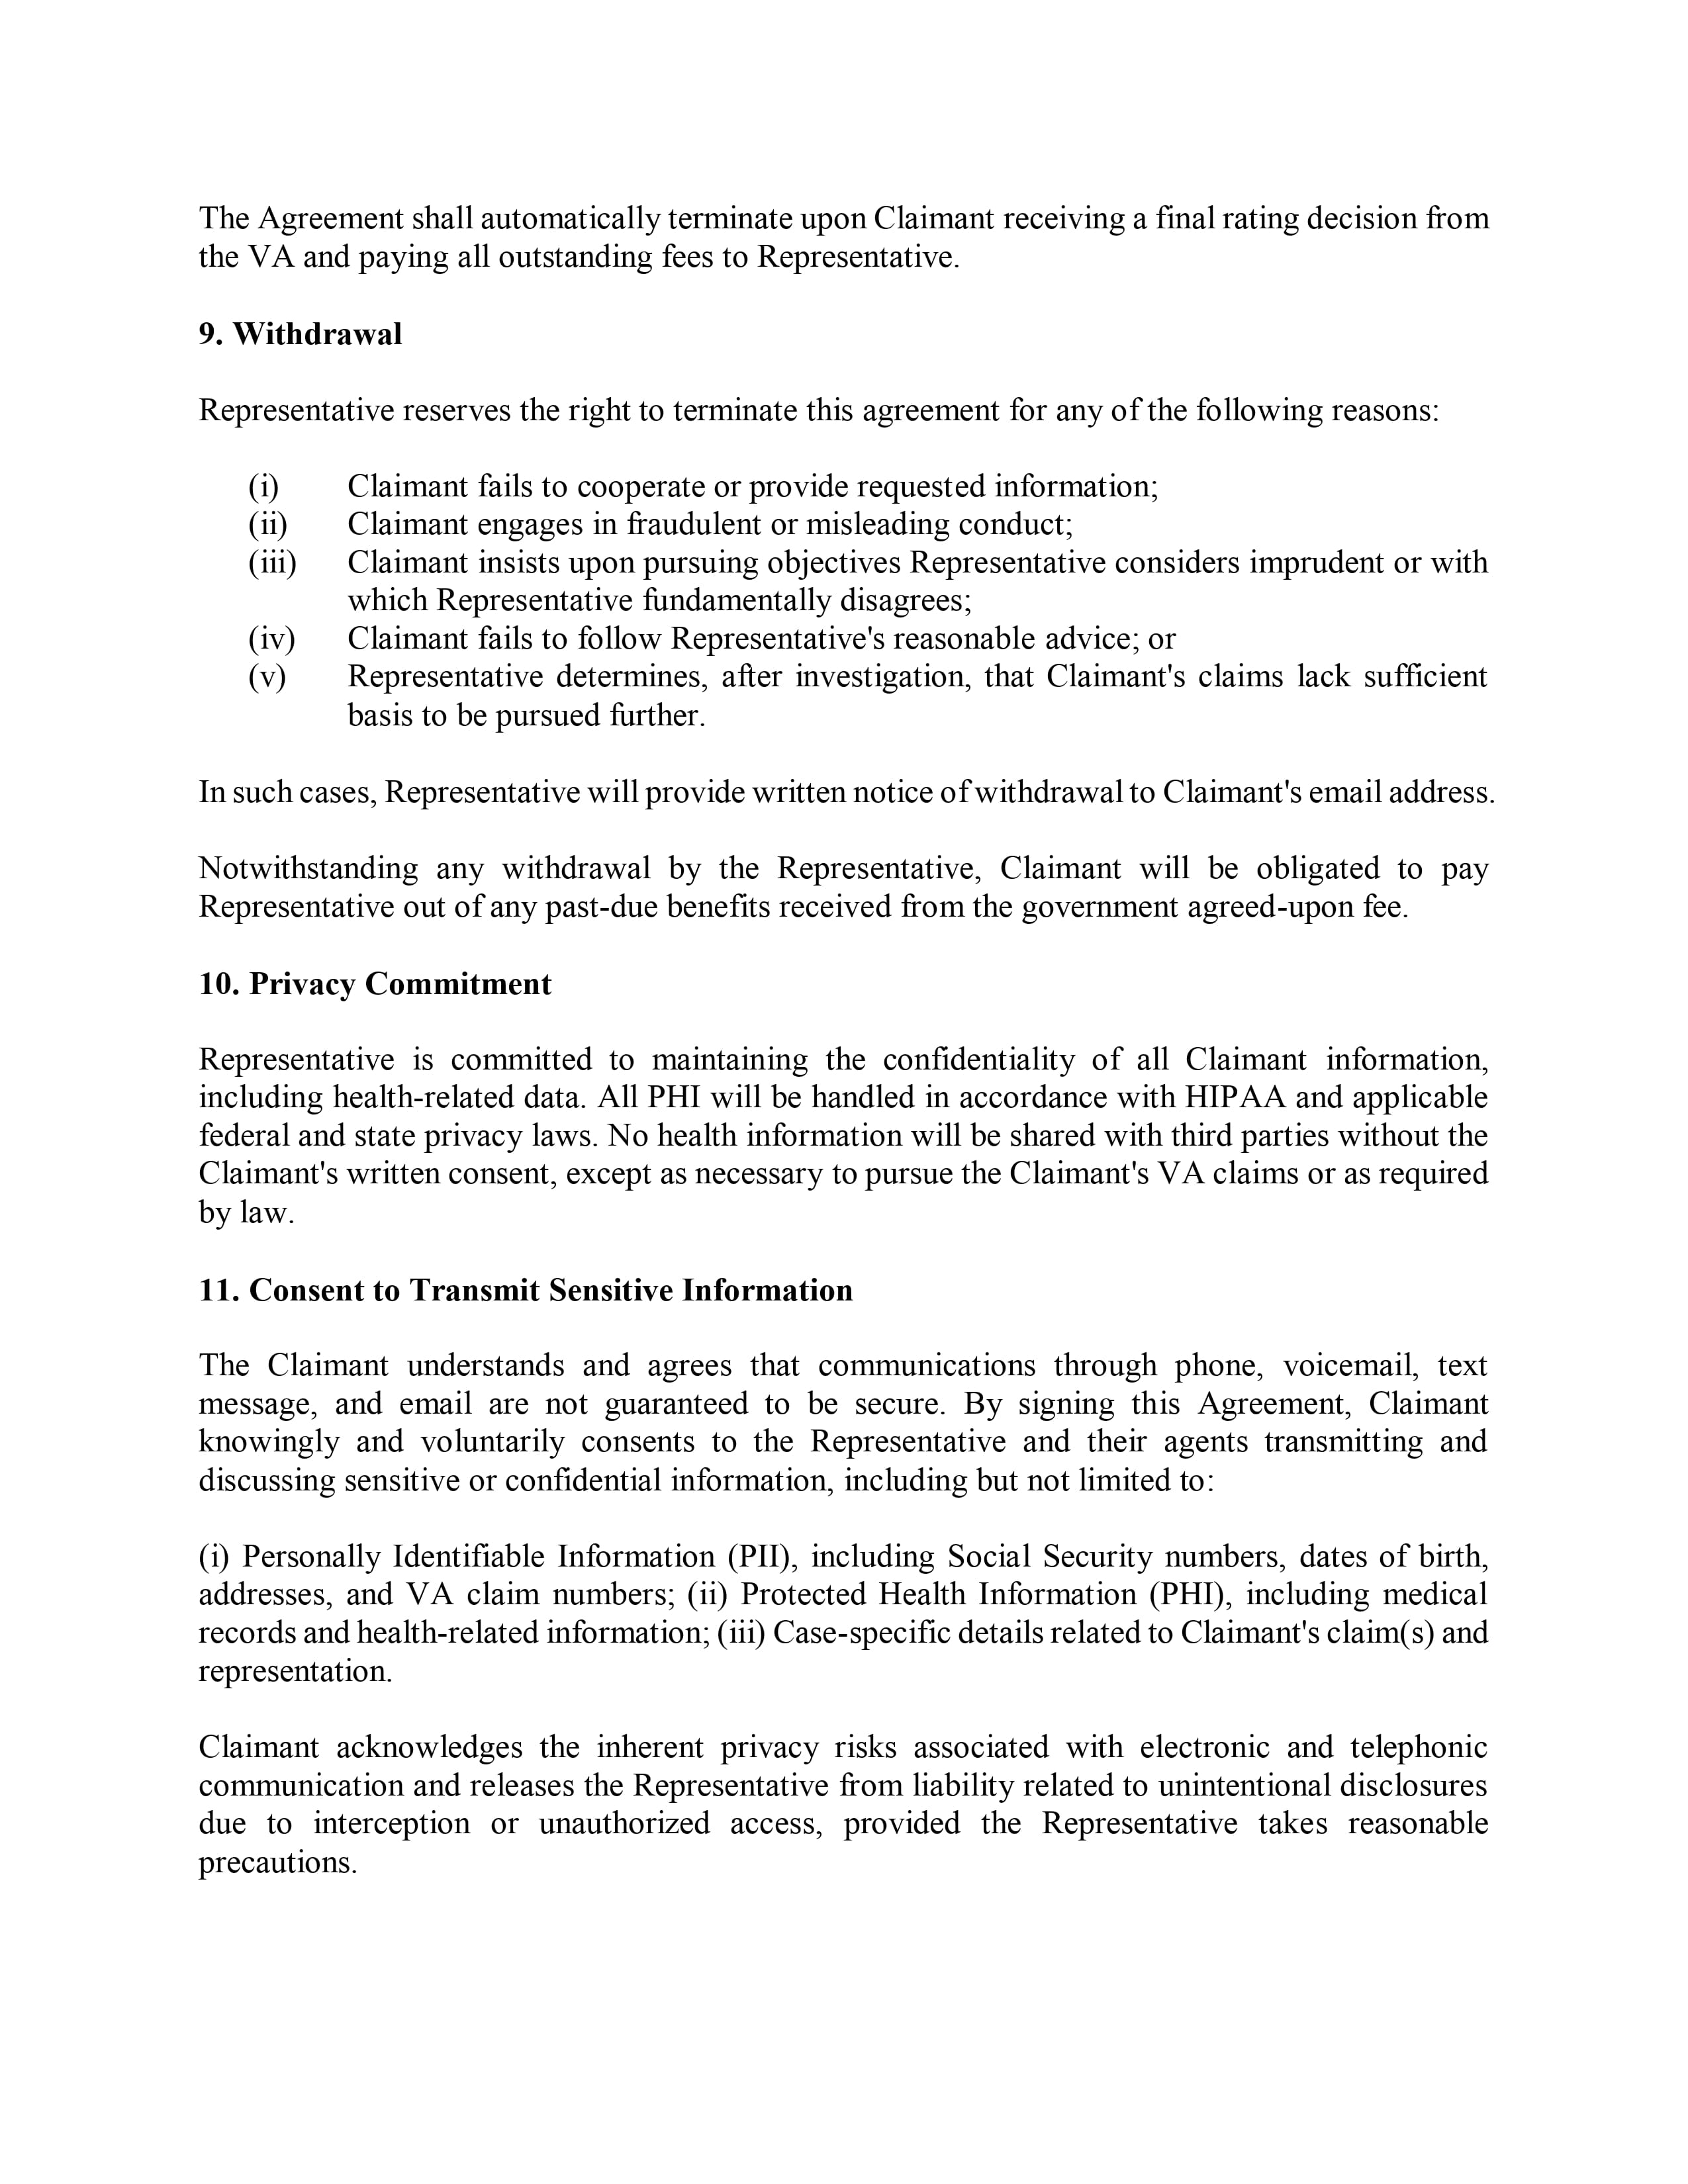 The Agreement shall automatically terminate upon Claimant receiving a final rating decision from
the VA and paying all outstanding fees to Representative.
9. Withdrawal
Representative reserves the right to terminate this agreement for any of the following reasons:
(i) Claimant fails to cooperate or provide requested information;
(ii) Claimant engages in fraudulent or misleading conduct;
(iii) Claimant insists upon pursuing objectives Representative considers imprudent or with
which Representative fundamentally disagrees;
(iv) Claimant fails to follow Representative's reasonable advice; or
(v) Representative determines, after investigation, that Claimant's claims lack sufficient
basis to be pursued further.
In such cases, Representative will provide written notice of withdrawal to Claimant's email address.
Notwithstanding any withdrawal by the Representative, Claimant will be obligated to pay
Representative out of any past-due benefits received from the government agreed-upon fee.
10. Privacy Commitment
Representative is committed to maintaining the confidentiality of all Claimant information,
including health-related data. All PHI will be handled in accordance with HIPAA and applicable
federal and state privacy laws. No health information will be shared with third parties without the
Claimant's written consent, except as necessary to pursue the Claimant's VA claims or as required
by law.
11. Consent to Transmit Sensitive Information
The Claimant understands and agrees that communications through phone, voicemail, text
message, and email are not guaranteed to be secure. By signing this Agreement, Claimant
knowingly and voluntarily consents to the Representative and their agents transmitting and
discussing sensitive or confidential information, including but not limited to:
(i) Personally Identifiable Information (PII), including Social Security numbers, dates of birth,
addresses, and VA claim numbers; (ii) Protected Health Information (PHI), including medical
records and health-related information; (iii) Case-specific details related to Claimant's claim(s) and
representation.
Claimant acknowledges the inherent privacy risks associated with electronic and telephonic
communication and releases the Representative from liability related to unintentional disclosures
due to interception or unauthorized access, provided the Representative takes reasonable
precautions.